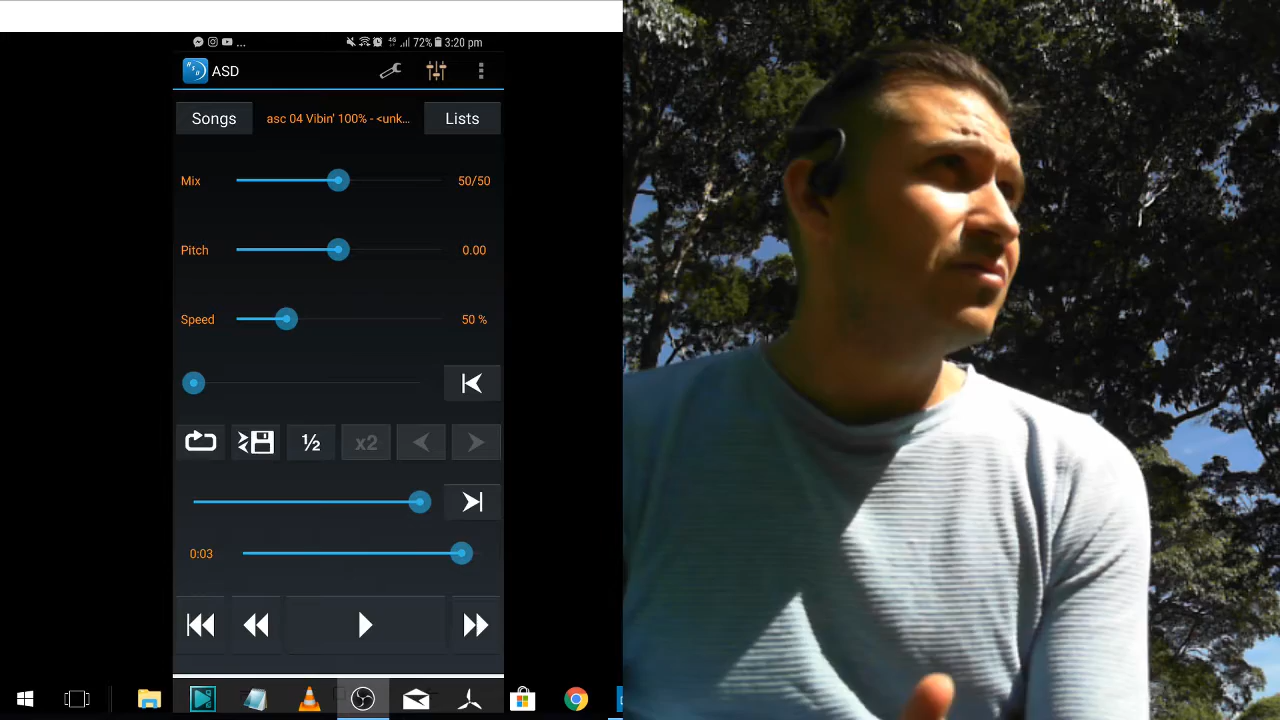 ... 4G 72% 3:20 pm
ASD
Songs asc 04 Vibin' 100% - <unk... Lists
Mix 50/50
Pitch 0.00
Speed 50 %
½ x2
0:03